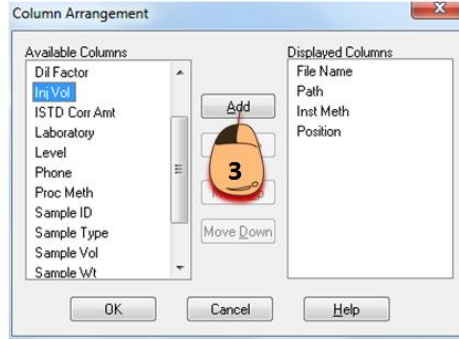 Column Arrangement
X
Available Columns
Dil Factor
Inj Vol
ISTD Corr Amt
Laboratory
Level
Phone
Proc Meth
Sample ID
Sample Type
Sample Vol
Sample Wt
Add
3
Move Down
Displayed Columns
File Name
Path
Inst Meth
Position
OK
Cancel
Help